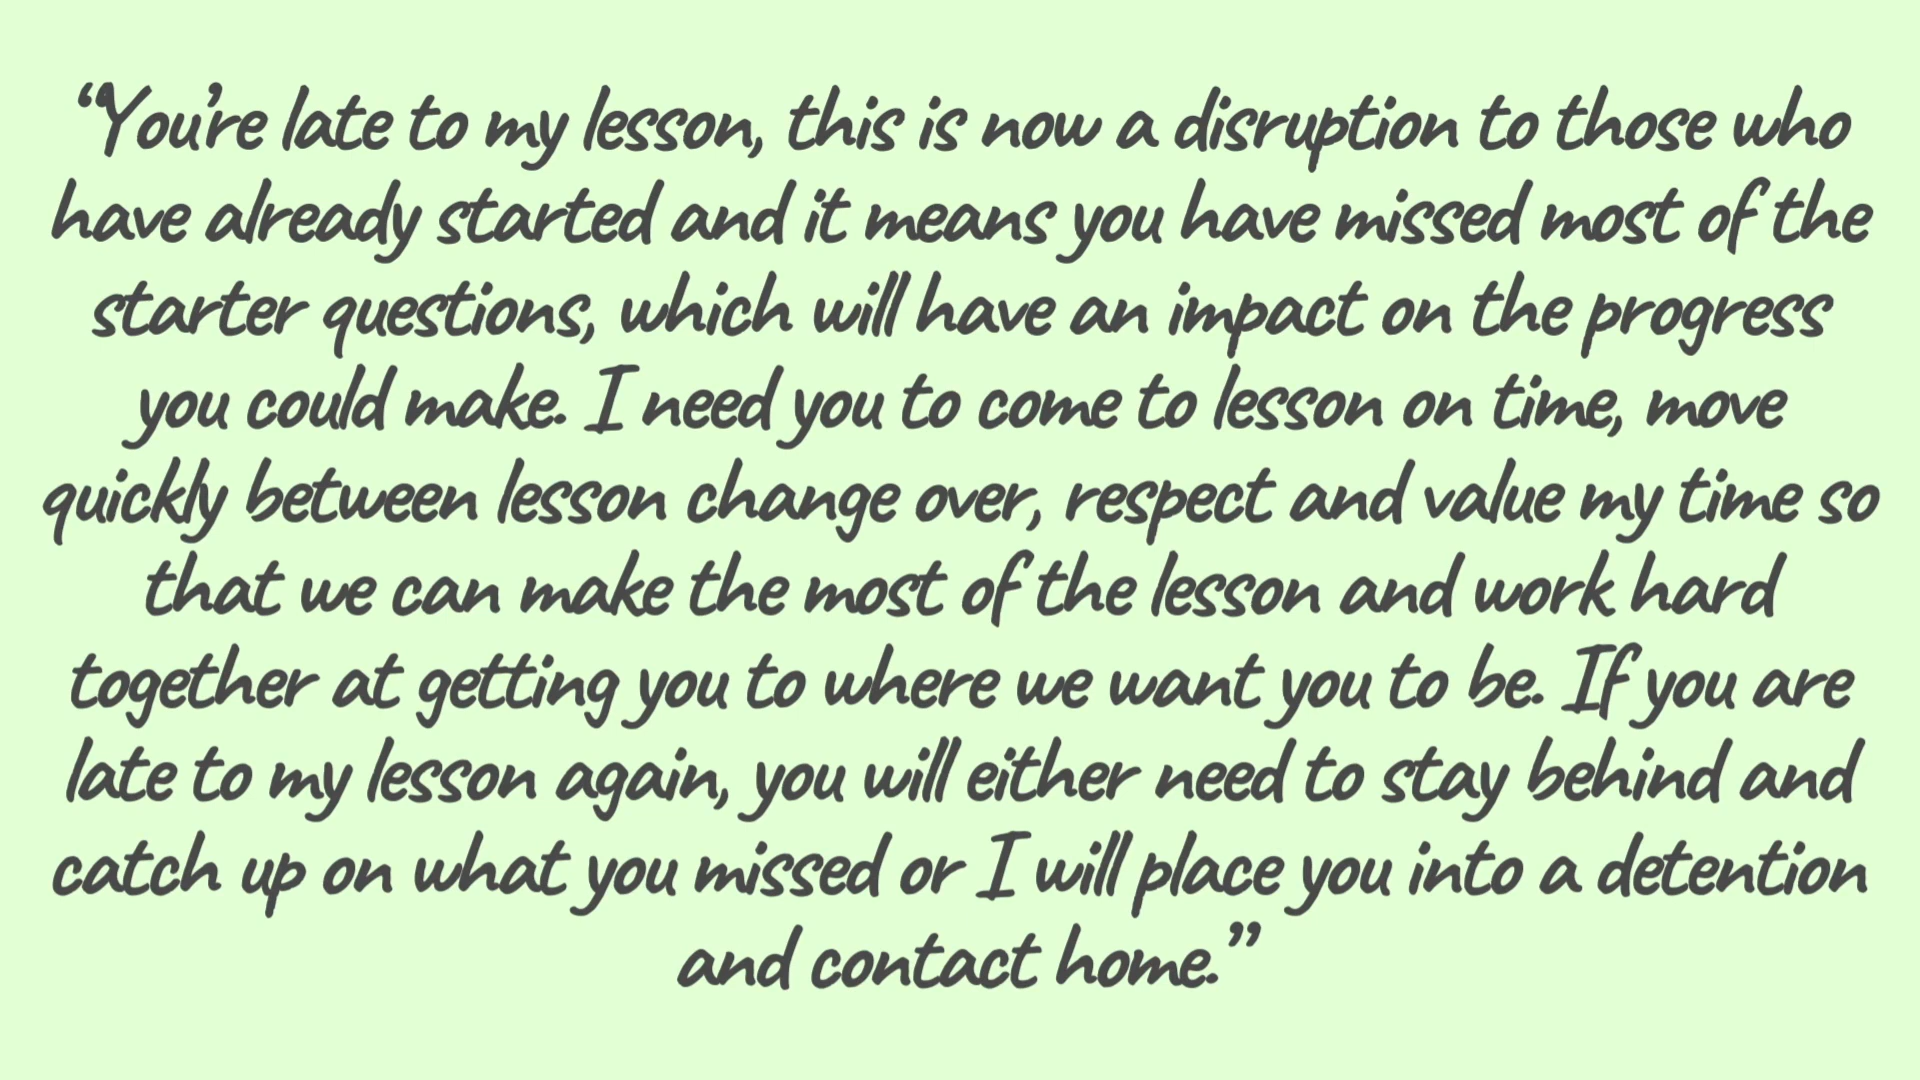 “You’re late to my lesson, this is now a disruption to those who
have already started and it means you have missed most of the
starter questions, which will have an impact on the progress
you could make. I need you to come to lesson on time, move
quickly between lesson change over, respect and value my time so
that we can make the most of the lesson and work hard
together at getting you to where we want you to be. If you are
late to my lesson again, you will either need to stay behind and
catch up on what you missed or I will place you into a detention
and contact home.”